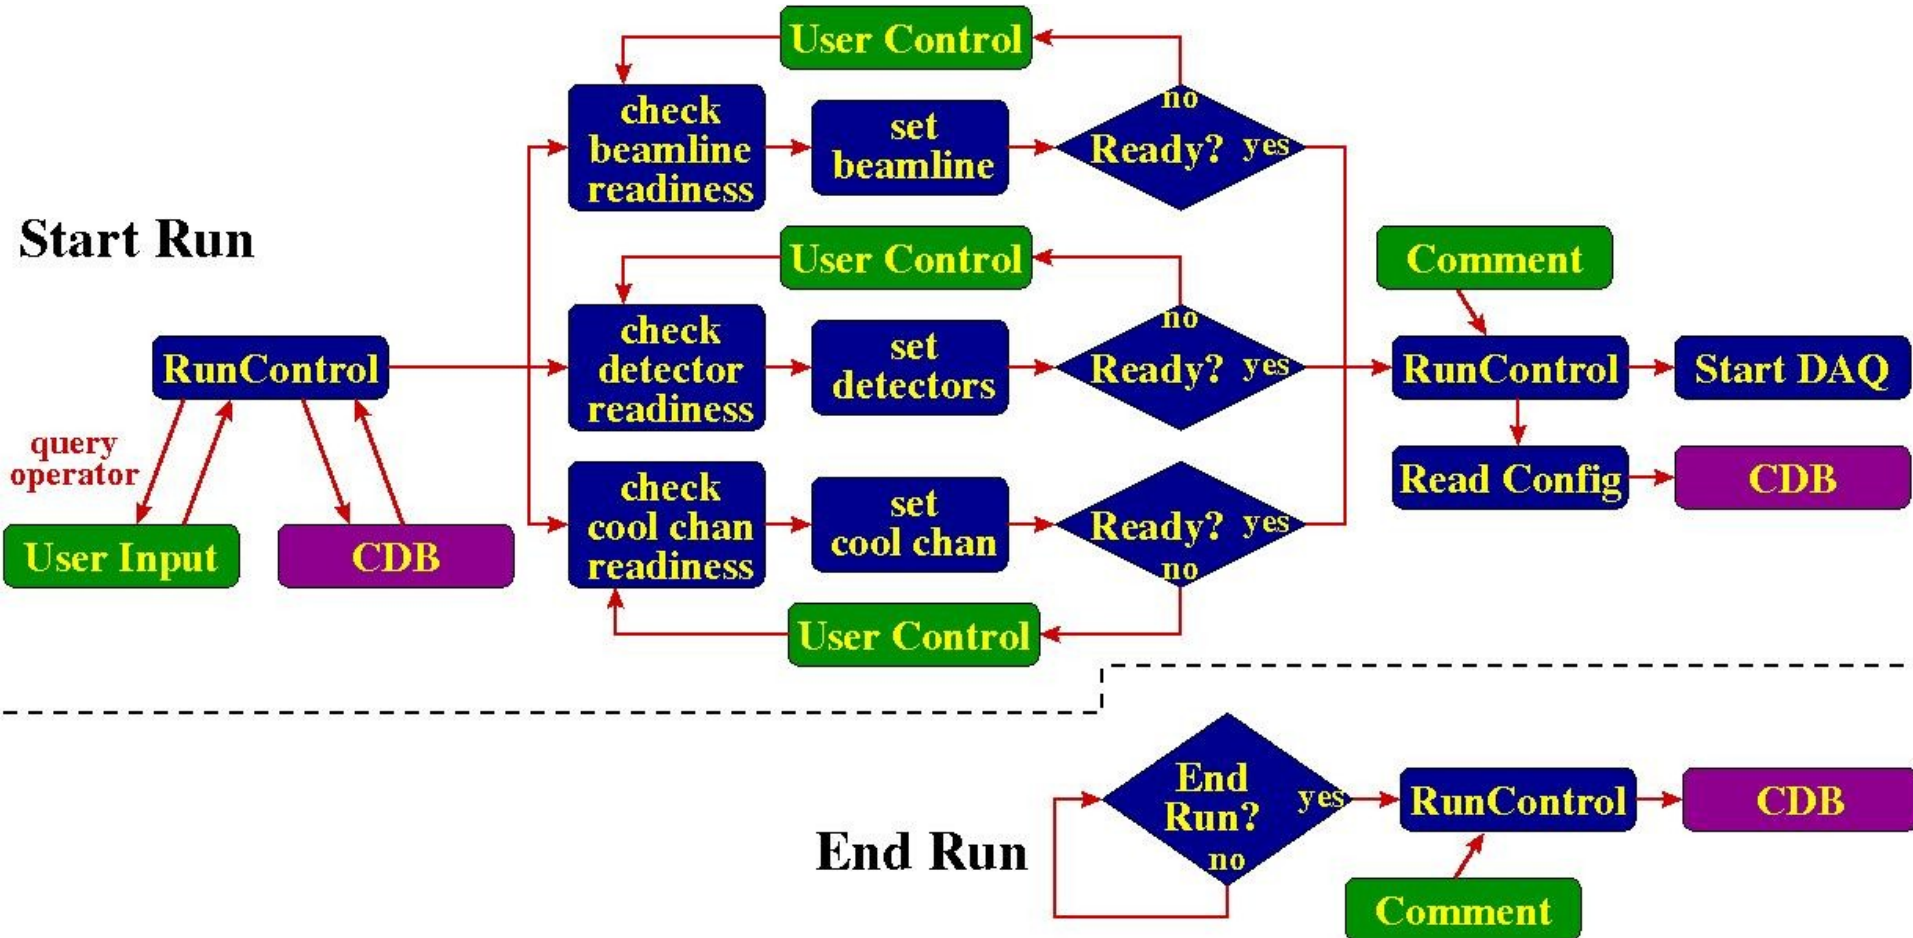 User Control
check
beamline
readiness
set
beamline
no
Ready? yes
Start Run
User Control
Comment
RunControl
check
detector
readiness
set
detectors
no
Ready? yes
RunControl
Start DAQ
query
operator
User Input
CDB
check
cool chan
readiness
set
cool chan
Ready? yes
no
Read Config
CDB
User Control
End Run
End
Run?
yes
no
RunControl
CDB
Comment